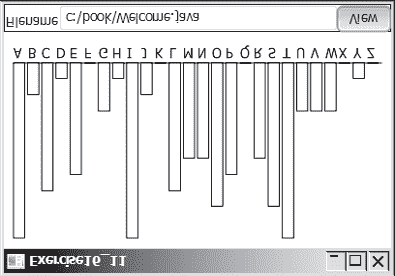 Exercise16_11
A B C D E F G H I J K L M N O P Q R S T U V W X Y Z
Filename c:\book\Welcome.java View